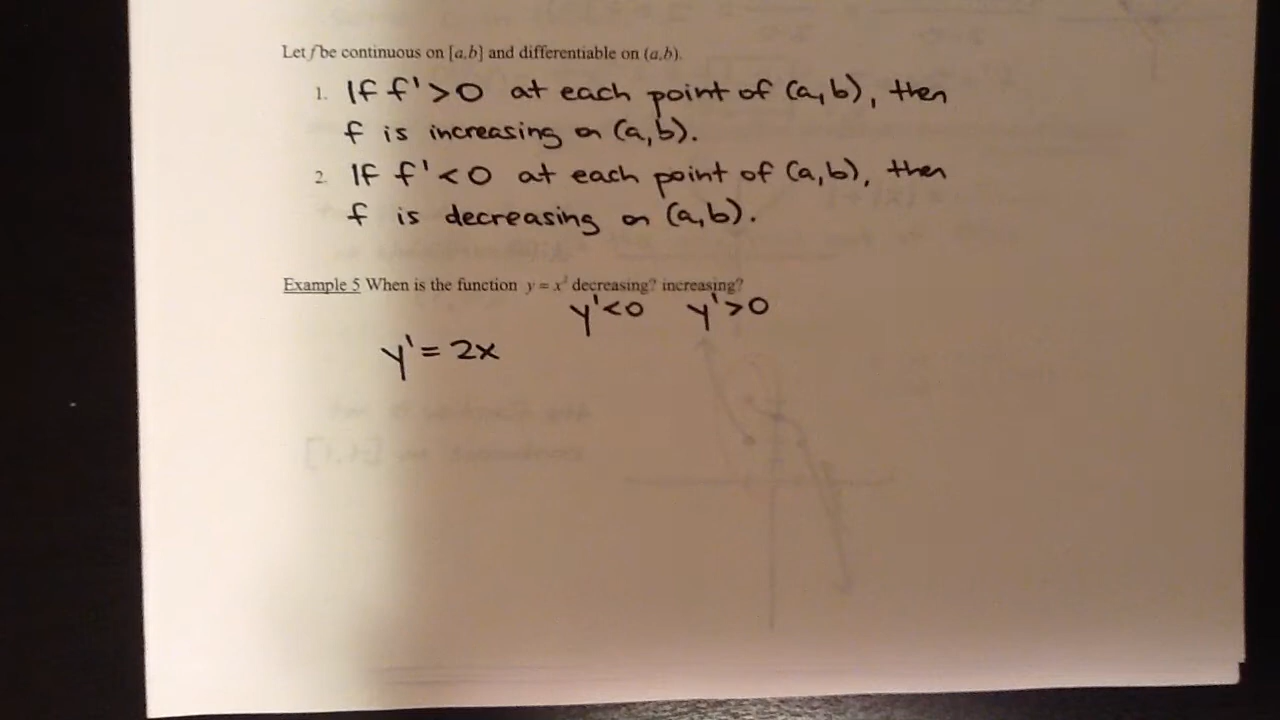 Let f be continuous on [a,b] and differentiable on (a,b).
1. If f'>0 at each point of (a,b), then
f is increasing on (a,b).
2. If f'<0 at each point of (a,b), then
f is decreasing on (a,b).
Example 5 When is the function y = x² decreasing? increasing?
y'<0 y'>0
y' = 2x